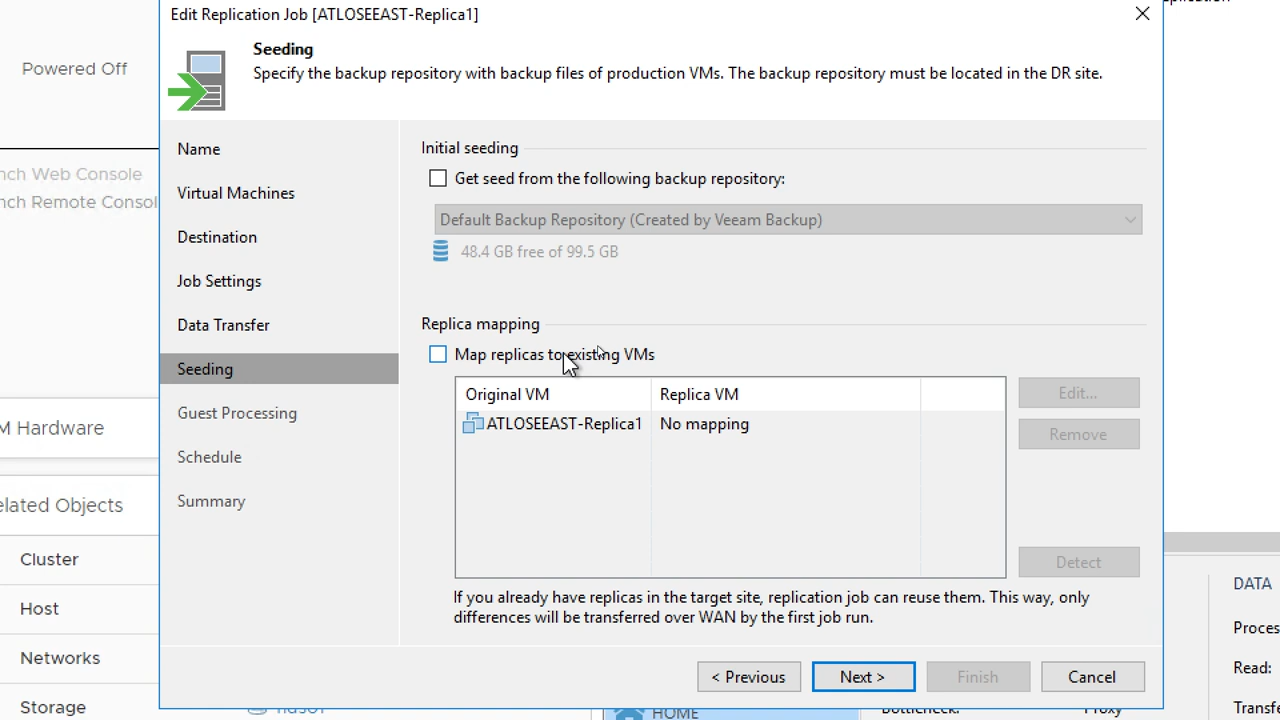 Edit Replication Job [ATLOSEEAST-Replica1]
Seeding
Specify the backup repository with backup files of production VMs. The backup repository must be located in the DR site.
Powered Off
nch Web Console
nch Remote Consol
M Hardware
elated Objects
Cluster
Host
Networks
Storage
Name
Virtual Machines
Destination
Job Settings
Data Transfer
Seeding
Guest Processing
Schedule
Summary
Initial seeding
Get seed from the following backup repository:
Default Backup Repository (Created by Veeam Backup)
48.4 GB free of 99.5 GB
Replica mapping
Map replicas to existing VMs
Original VM Replica VM
ATLOSEEAST-Replica1 No mapping
Edit...
Remove
Detect
If you already have replicas in the target site, replication job can reuse them. This way, only
differences will be transferred over WAN by the first job run.
< Previous Next > Finish Cancel
DATA
Proces
Read:
Transfe
HOME